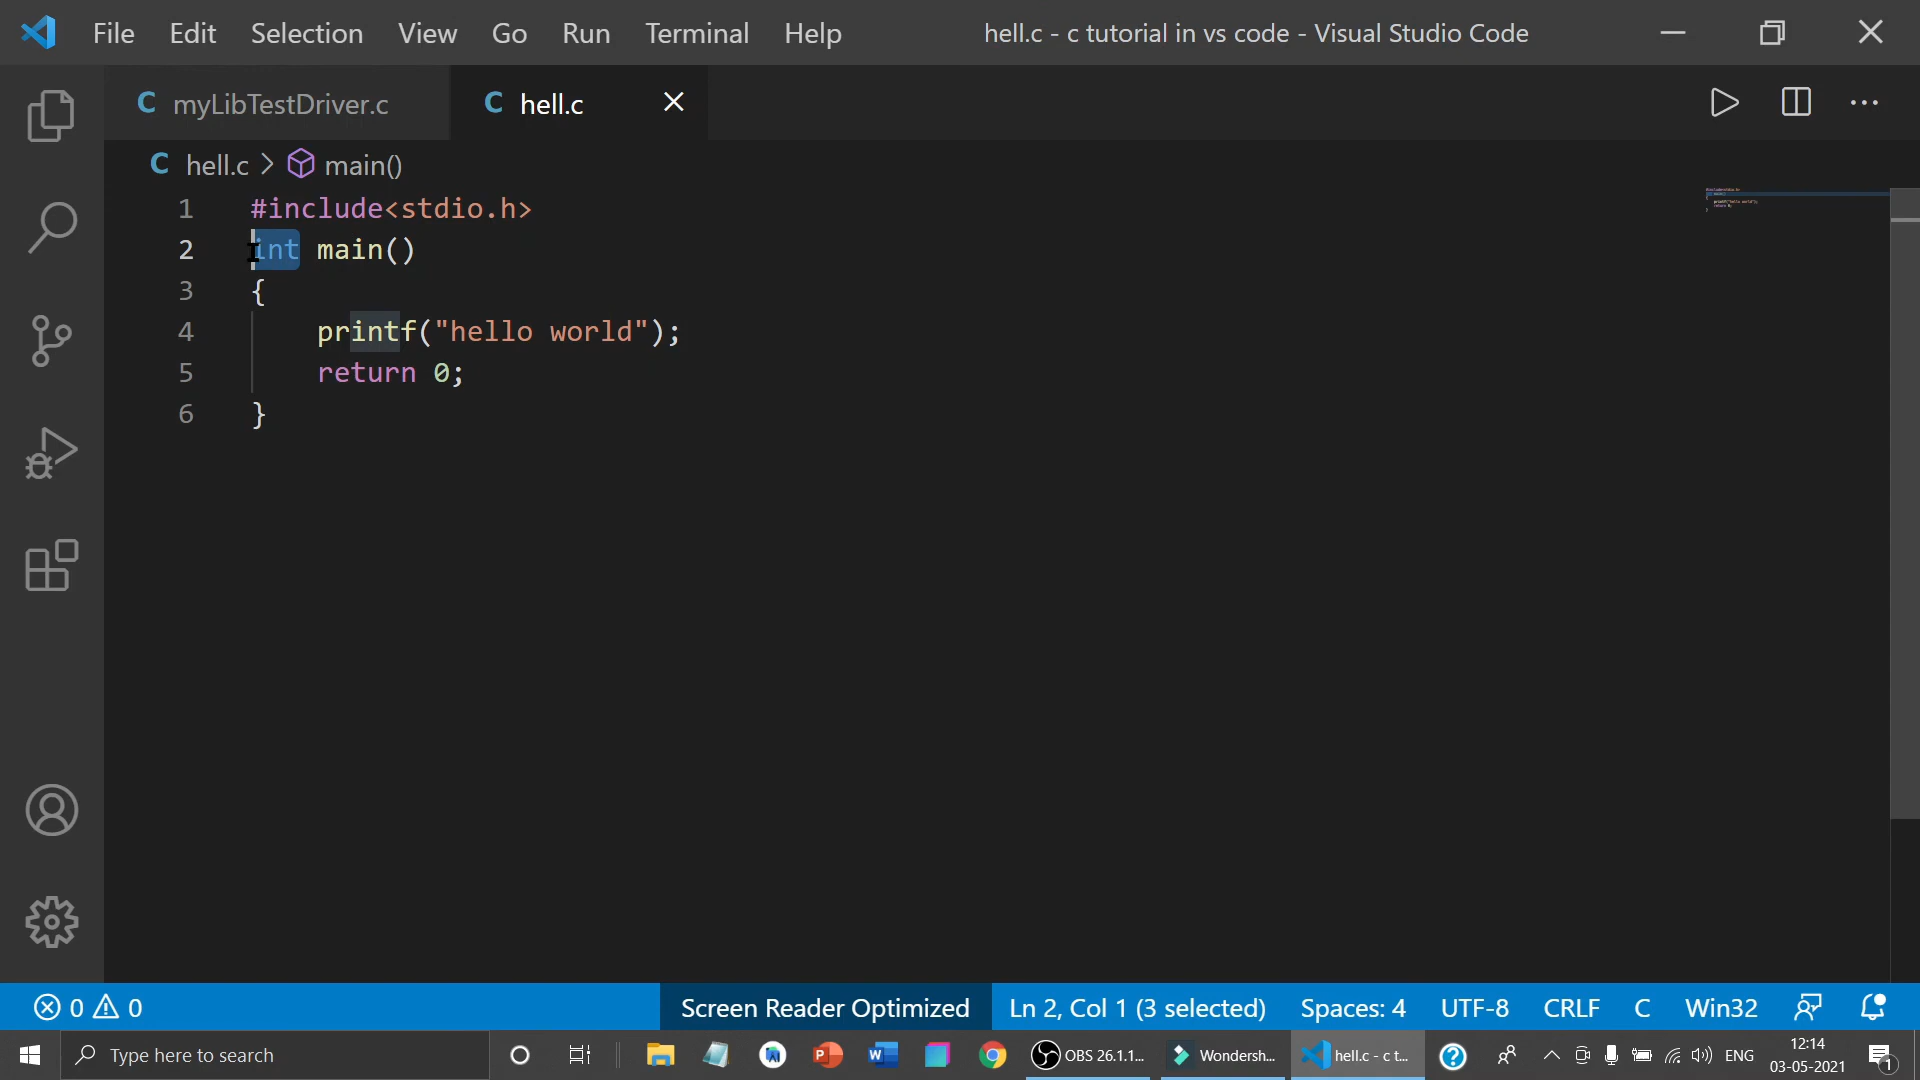 File Edit Selection View Go Run Terminal Help hell.c - c tutorial in vs code - Visual Studio Code
C myLibTestDriver.c C hell.c
C hell.c > main()
1 #include<stdio.h>
2 int main()
3 {
4 printf("hello world");
5 return 0;
6 }
0 0 Screen Reader Optimized Ln 2, Col 1 (3 selected) Spaces: 4 UTF-8 CRLF C Win32
Type here to search OBS 26.1.1... Wondersh... hell.c - c t... ENG 12:14
03-05-2021 1